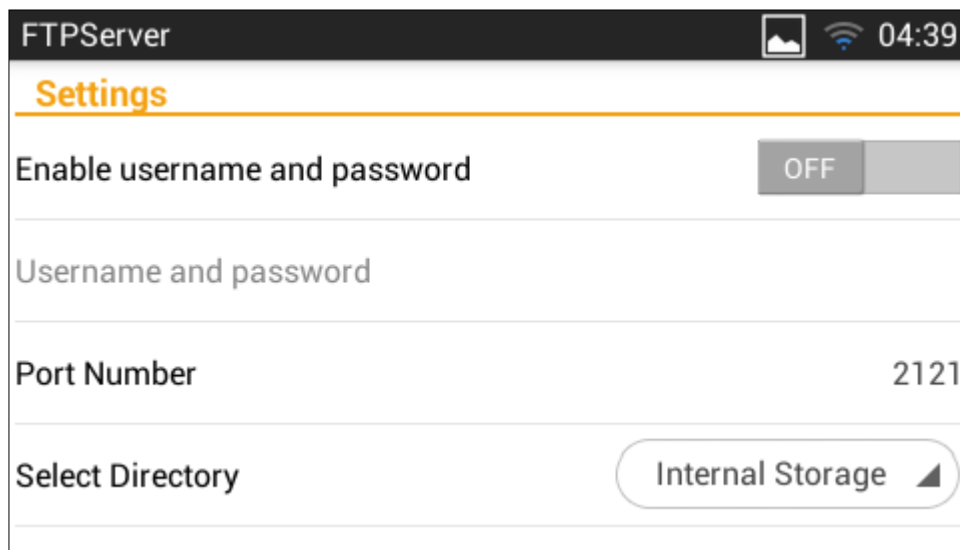 FTPServer 04:39
Settings
Enable username and password OFF
Username and password
Port Number 2121
Select Directory Internal Storage